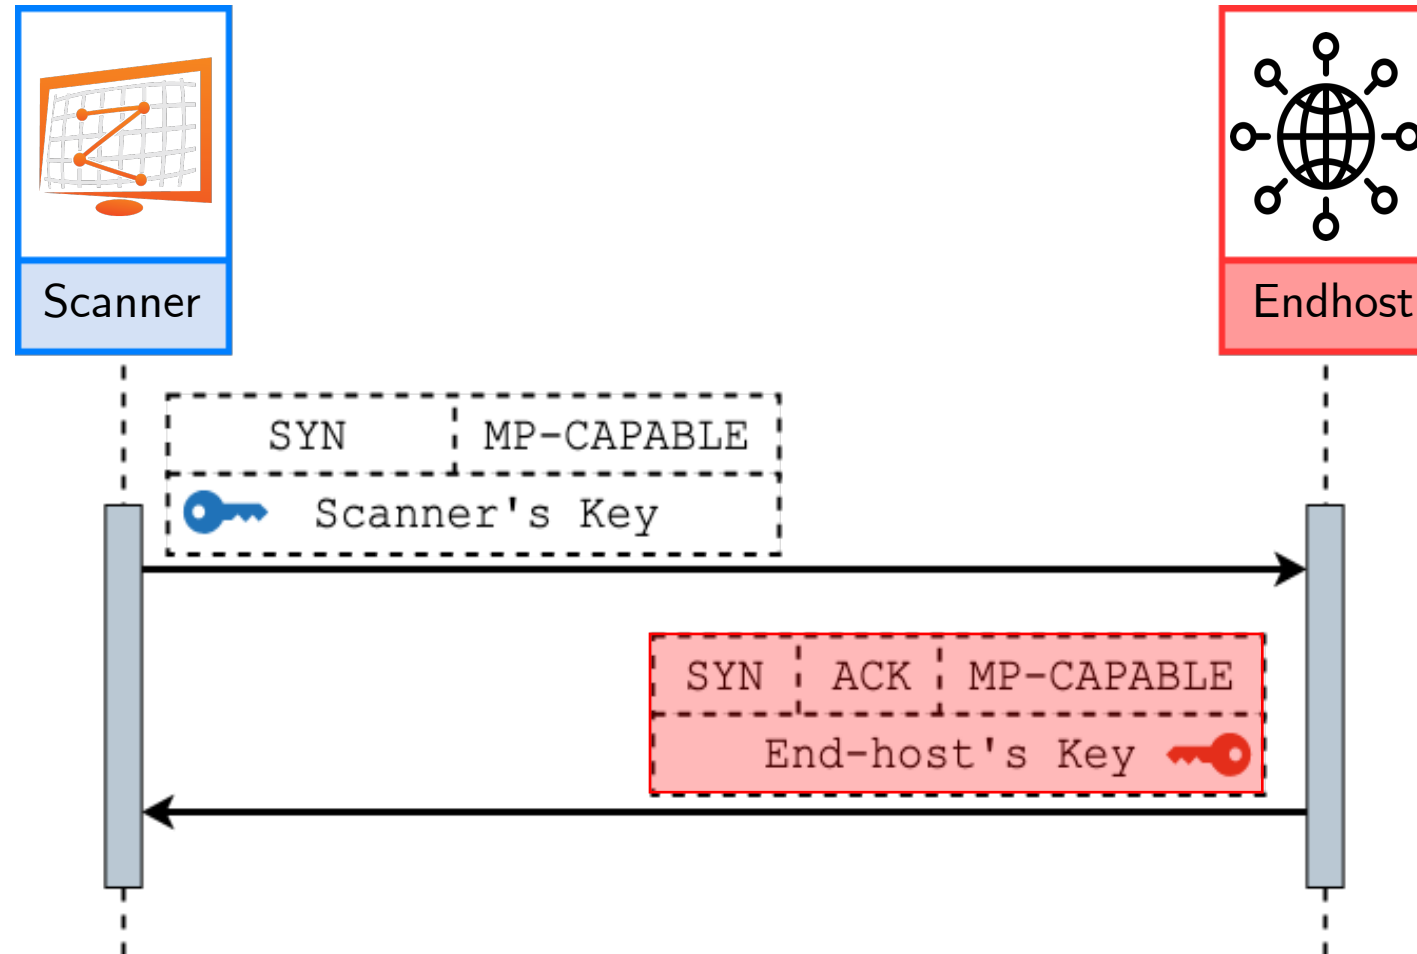 Scanner
Endhost
SYN MP-CAPABLE
Scanner's Key
SYN ACK MP-CAPABLE
End-host's Key